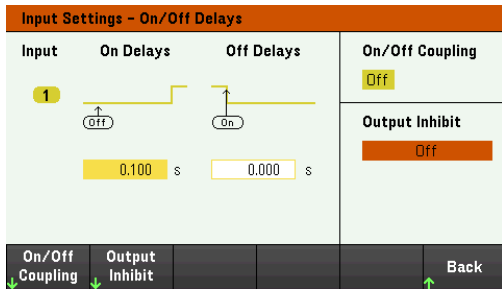 Input Settings - On/Off Delays
Input On Delays Off Delays
1
Off
On
0.100 s 0.000 s
On/Off Coupling
Off
Output Inhibit
Off
On/Off Coupling
Output Inhibit
Back